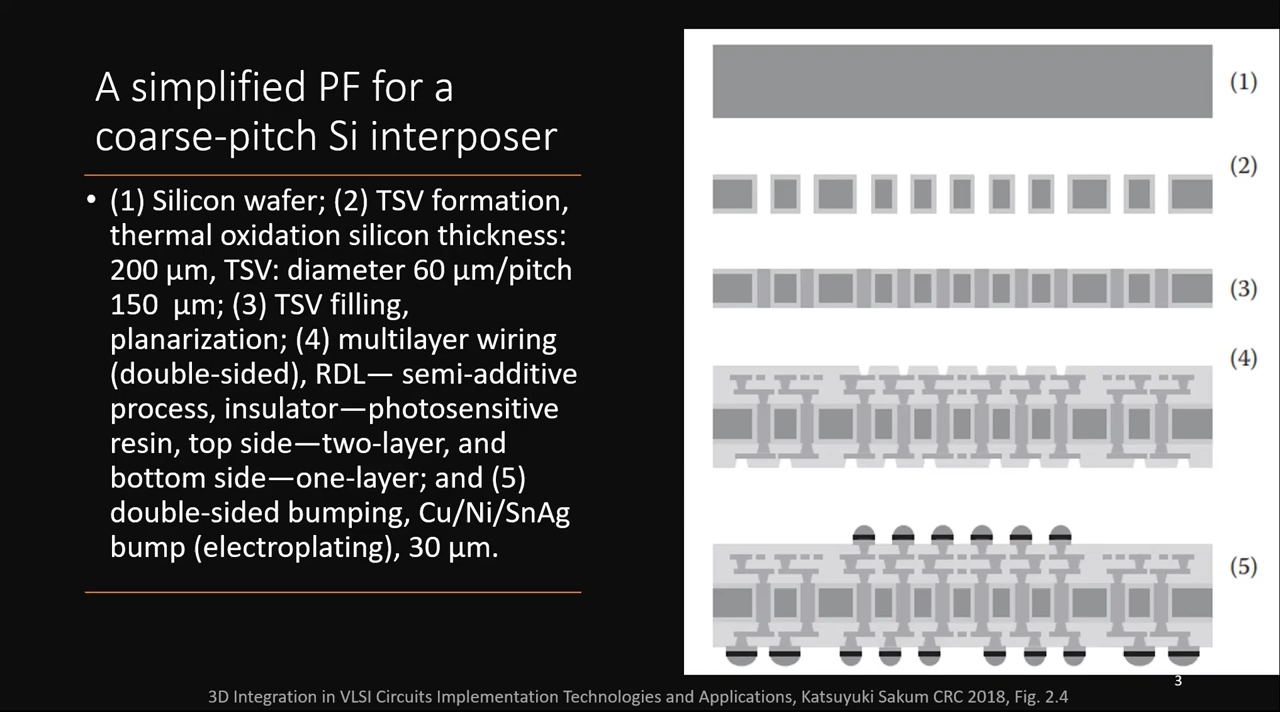 A simplified PF for a
coarse-pitch Si interposer
• (1) Silicon wafer; (2) TSV formation,
thermal oxidation silicon thickness:
200 µm, TSV: diameter 60 µm/pitch
150  µm; (3) TSV filling,
planarization; (4) multilayer wiring
(double-sided), RDL— semi-additive
process, insulator—photosensitive
resin, top side—two-layer, and
bottom side—one-layer; and (5)
double-sided bumping, Cu/Ni/SnAg
bump (electroplating), 30 µm.
(1)
(2)
(3)
(4)
(5)
3
3D Integration in VLSI Circuits Implementation Technologies and Applications, Katsuyuki Sakum CRC 2018, Fig. 2.4